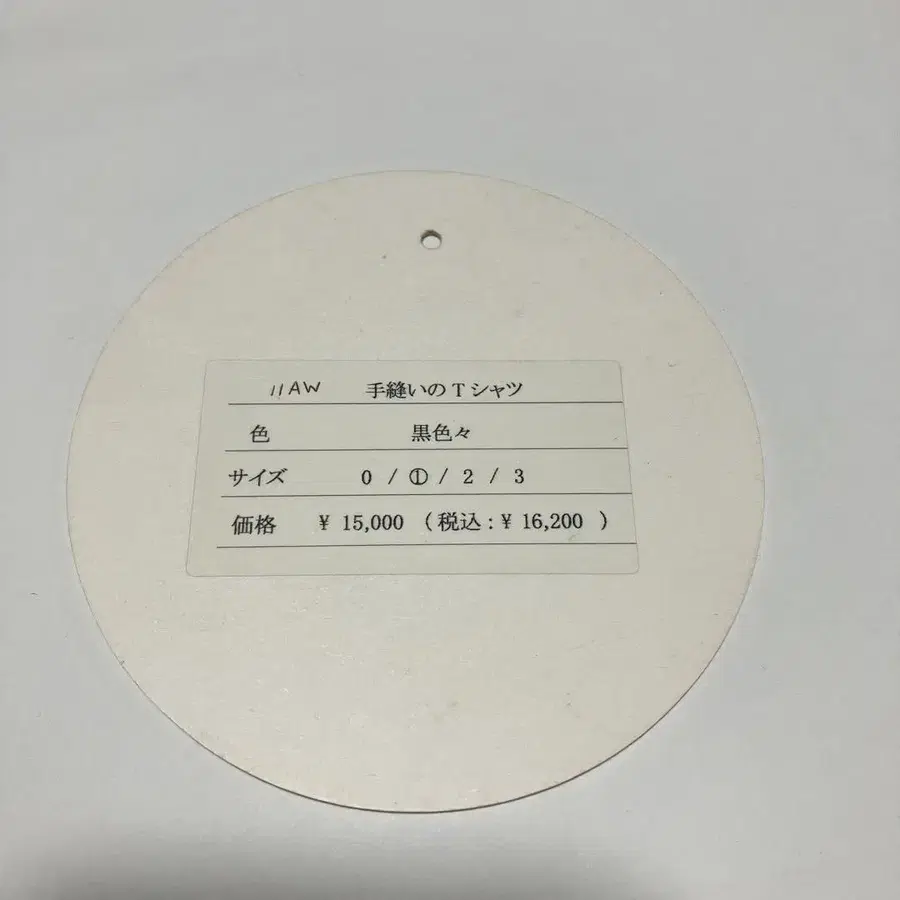 11AW 手縫いのTシャツ
色 黒色々
サイズ 0 / ① / 2 / 3
価格 ¥ 15,000 (税込:¥ 16,200 )